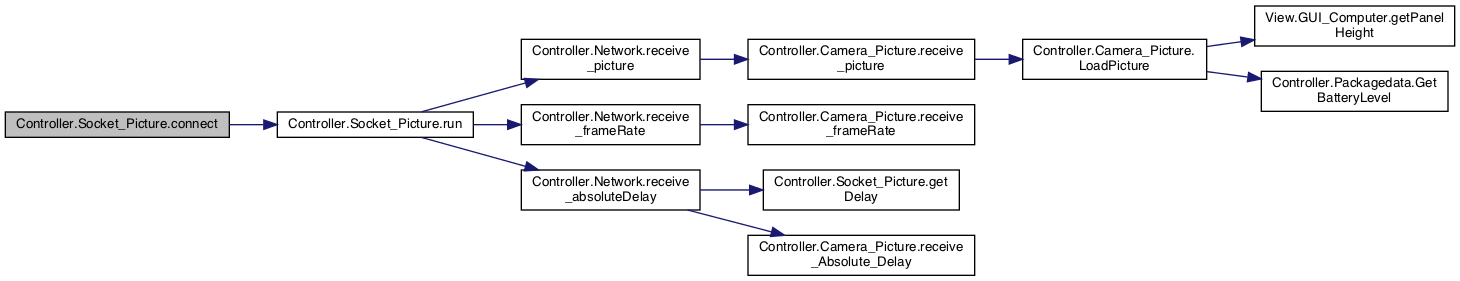 Controller.Socket_Picture.connect
Controller.Socket_Picture.run
Controller.Network.receive
_picture
Controller.Camera_Picture.receive
_picture
Controller.Camera_Picture.
LoadPicture
View.GUI_Computer.getPanel
Height
Controller.Packagedata.Get
BatteryLevel
Controller.Network.receive
_frameRate
Controller.Camera_Picture.receive
_frameRate
Controller.Network.receive
_absoluteDelay
Controller.Socket_Picture.get
Delay
Controller.Camera_Picture.receive
_Absolute_Delay